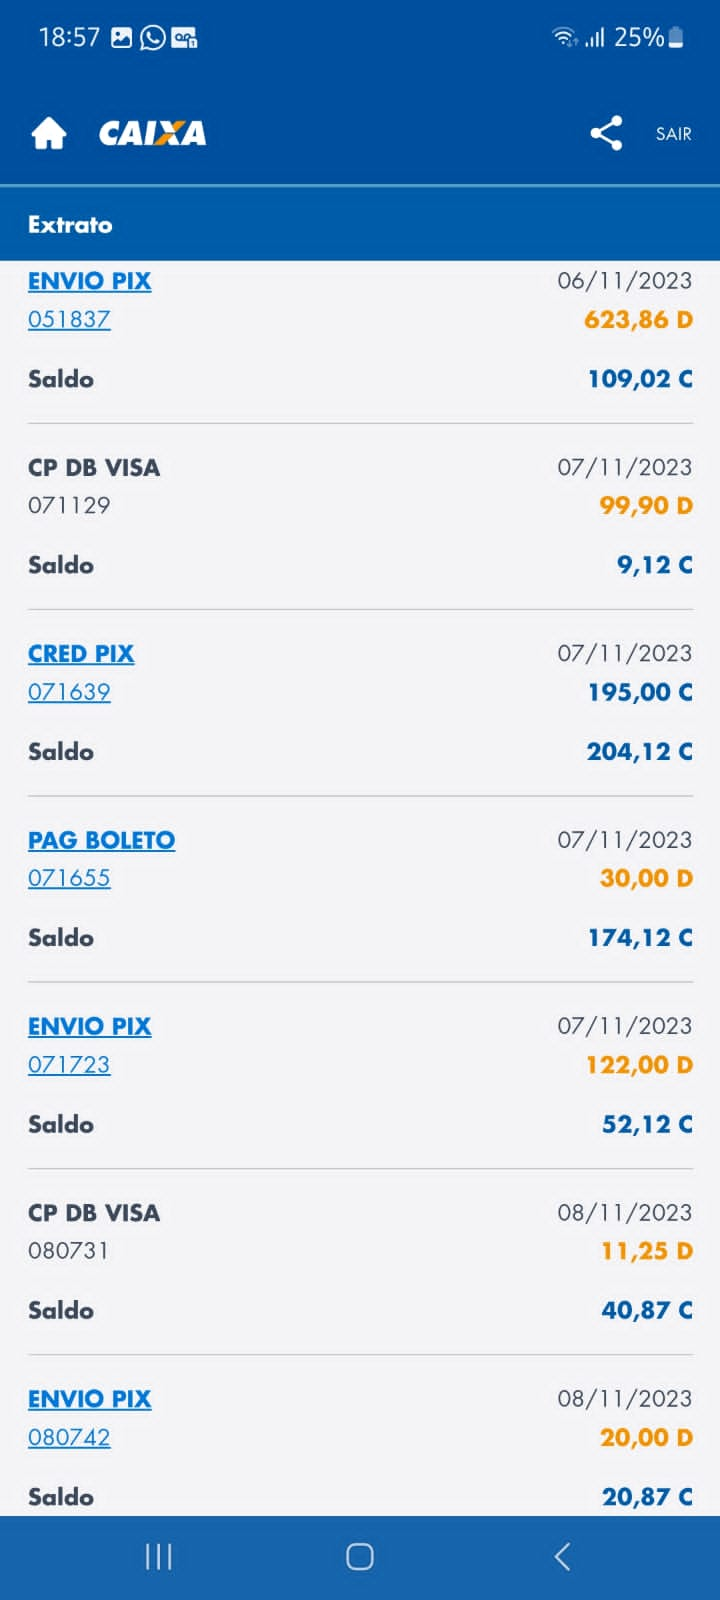 18:57 25%
CAIXA SAIR
Extrato
ENVIO PIX 06/11/2023
051837 623,86 D
Saldo 109,02 C
CP DB VISA 07/11/2023
071129 99,90 D
Saldo 9,12 C
CRED PIX 07/11/2023
071639 195,00 C
Saldo 204,12 C
PAG BOLETO 07/11/2023
071655 30,00 D
Saldo 174,12 C
ENVIO PIX 07/11/2023
071723 122,00 D
Saldo 52,12 C
CP DB VISA 08/11/2023
080731 11,25 D
Saldo 40,87 C
ENVIO PIX 08/11/2023
080742 20,00 D
Saldo 20,87 C